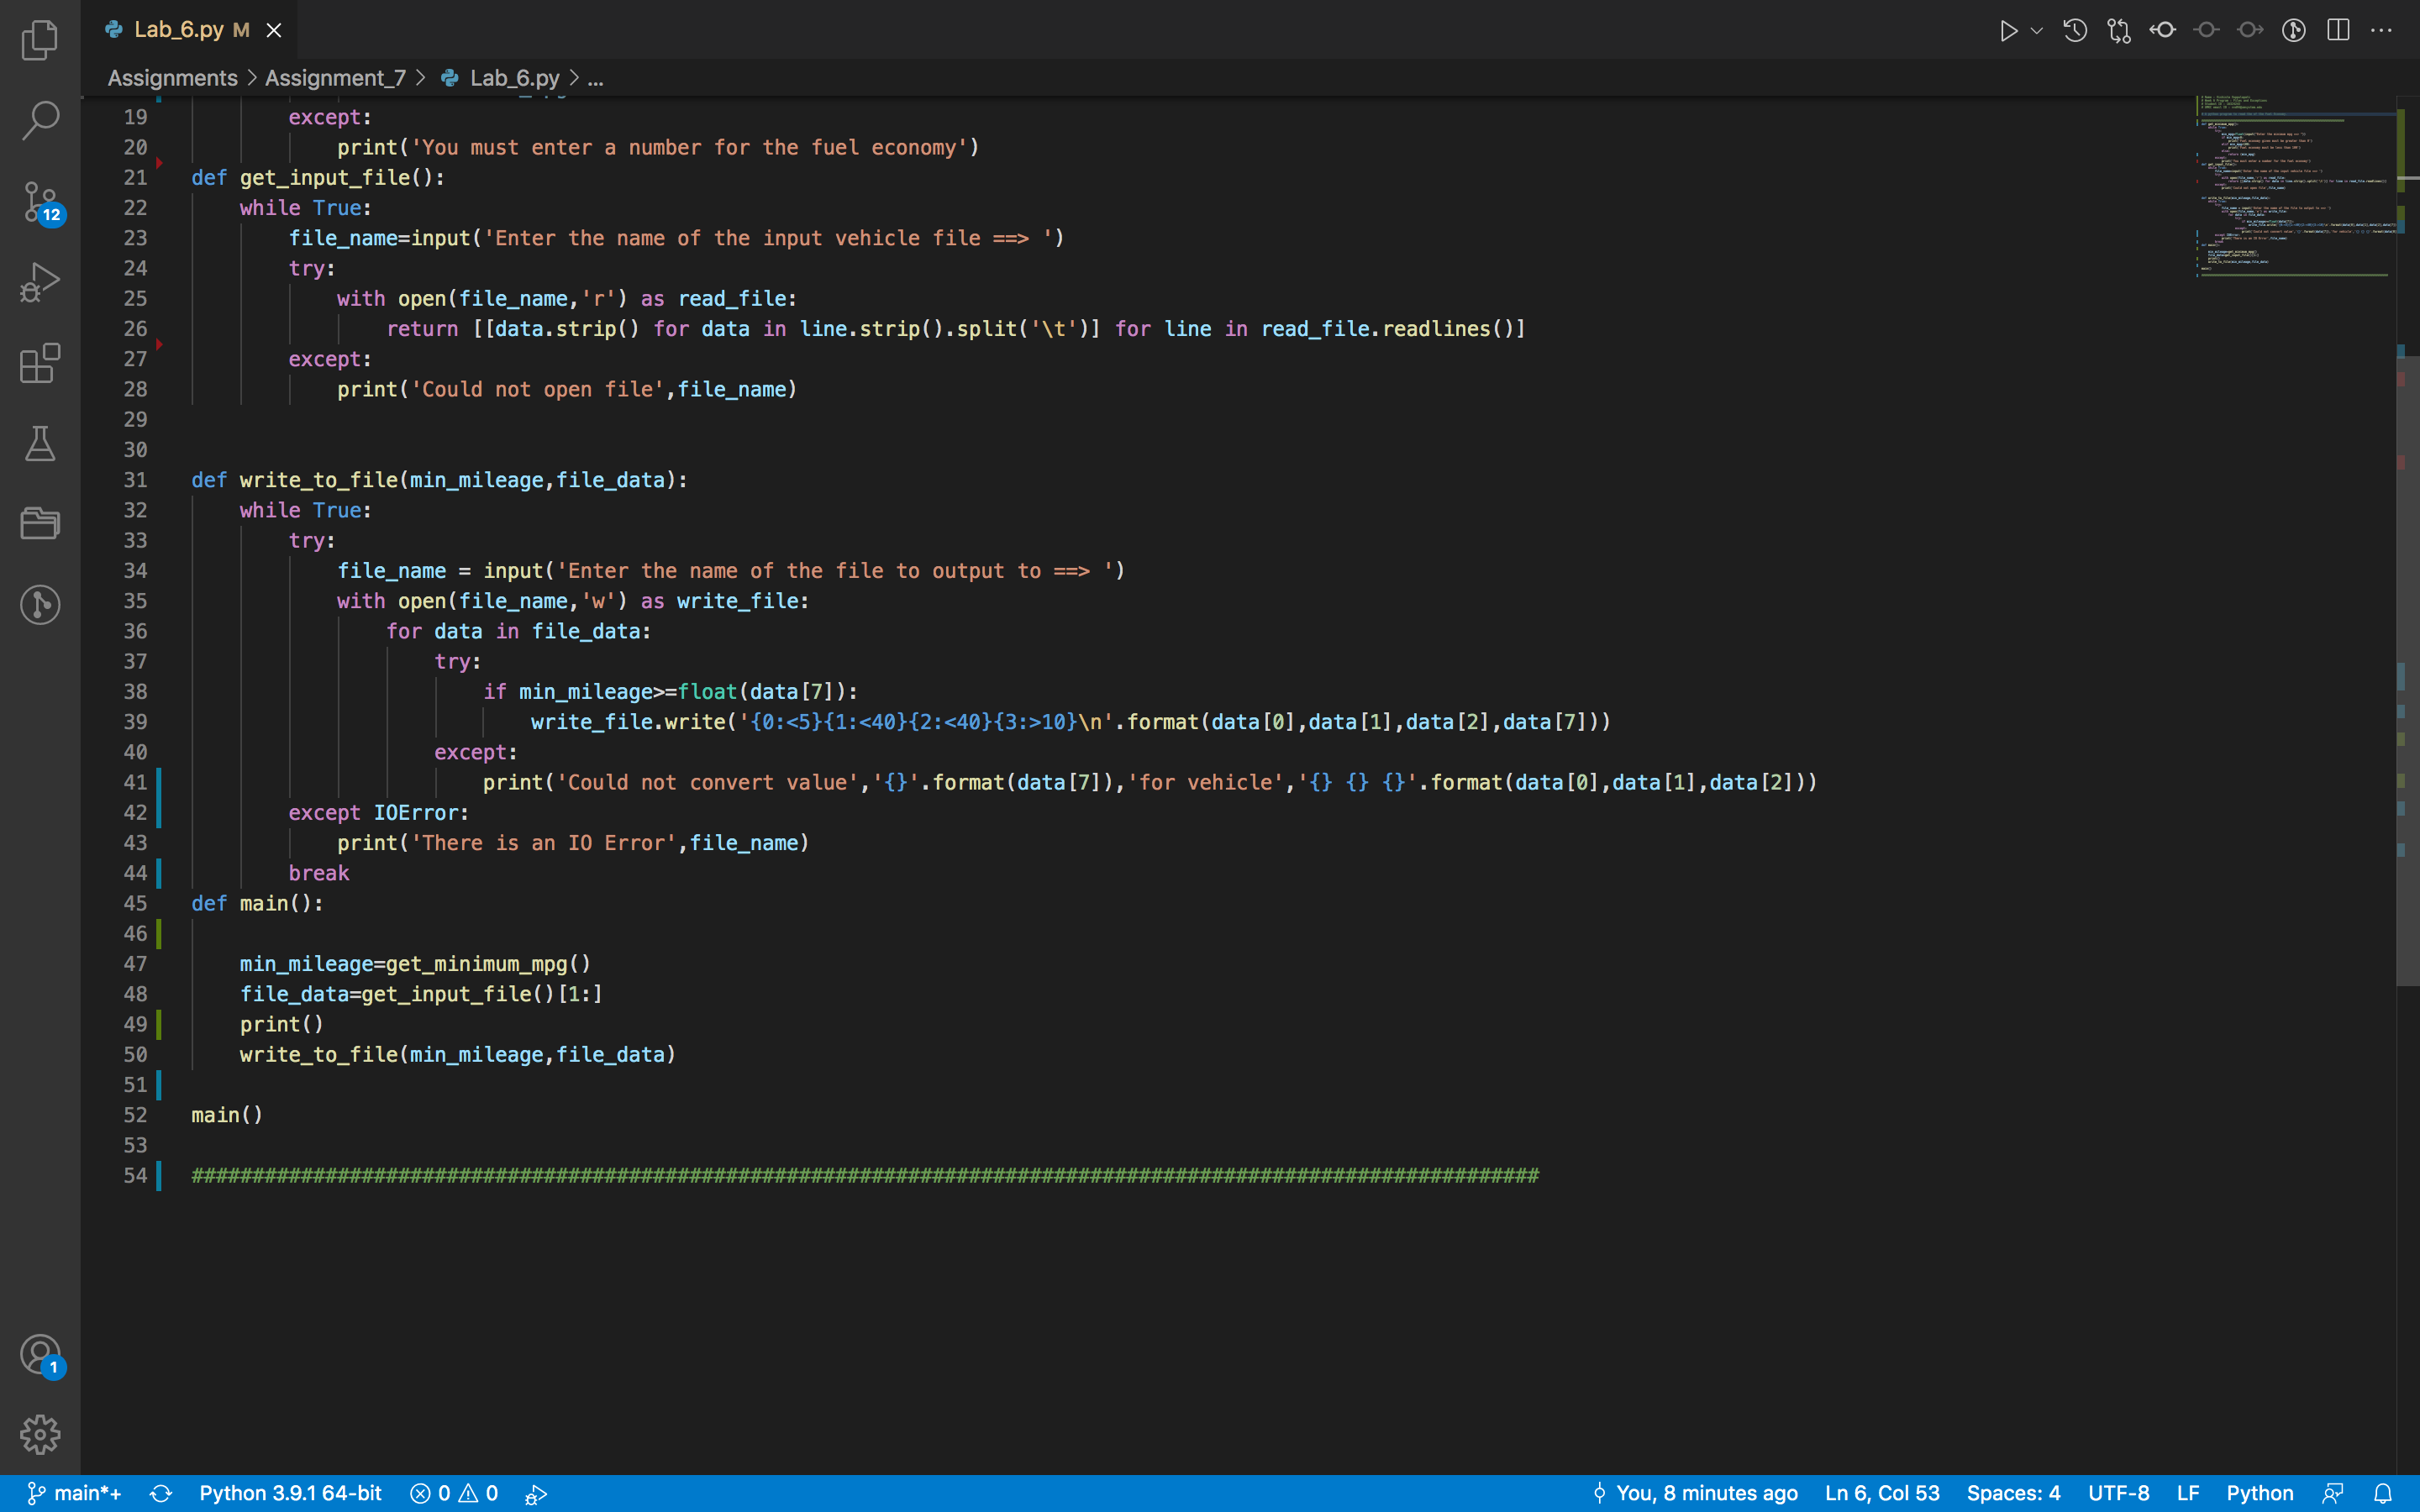 Lab_6.py M
Assignments > Assignment_7 > Lab_6.py > ...
19 except:
20 print('You must enter a number for the fuel economy')
21 def get_input_file():
22 while True:
23 file_name=input('Enter the name of the input vehicle file ==> ')
24 try:
25 with open(file_name,'r') as read_file:
26 return [[data.strip() for data in line.strip().split('\t')] for line in read_file.readlines()]
27 except:
28 print('Could not open file',file_name)
29
30
31 def write_to_file(min_mileage,file_data):
32 while True:
33 try:
34 file_name = input('Enter the name of the file to output to ==> ')
35 with open(file_name,'w') as write_file:
36 for data in file_data:
37 try:
38 if min_mileage>=float(data[7]):
39 write_file.write('{0:<5}{1:<40}{2:<40}{3:>10}\n'.format(data[0],data[1],data[2],data[7]))
40 except:
41 print('Could not convert value','{}'.format(data[7]),'for vehicle','{} {} {}'.format(data[0],data[1],data[2]))
42 except IOError:
43 print('There is an IO Error',file_name)
44 break
45 def main():
46
47 min_mileage=get_minimum_mpg()
48 file_data=get_input_file()[1:]
49 print()
50 write_to_file(min_mileage,file_data)
51
52 main()
53
54 ###############################################################################################################
12
1
main*+ Python 3.9.1 64-bit 0 0 You, 8 minutes ago Ln 6, Col 53 Spaces: 4 UTF-8 LF Python